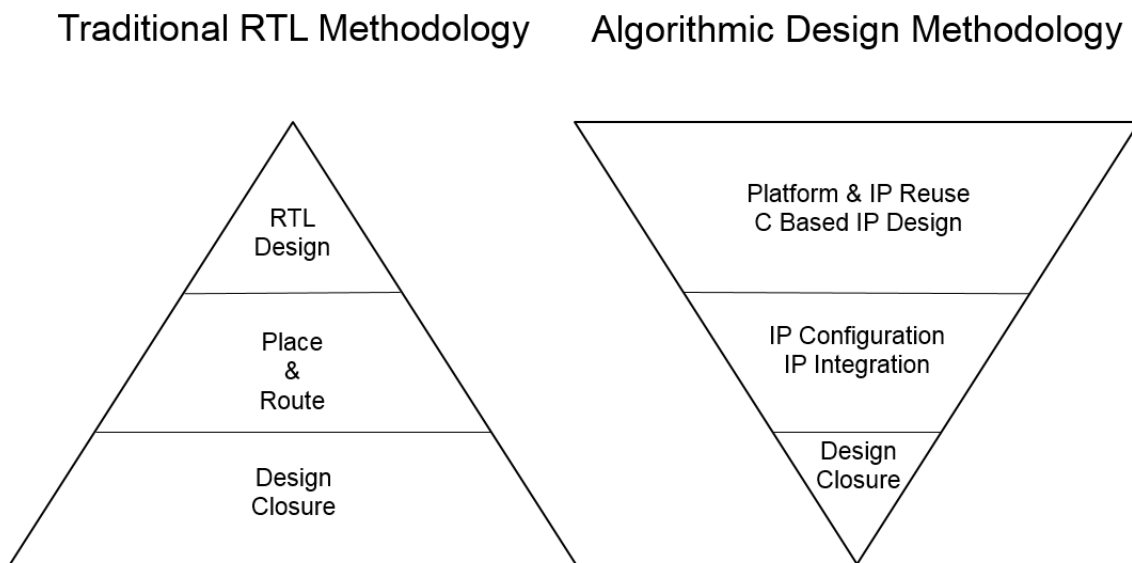 Traditional RTL Methodology
Algorithmic Design Methodology
RTL
Design
Place
&
Route
Design
Closure
Platform & IP Reuse
C Based IP Design
IP Configuration
IP Integration
Design
Closure